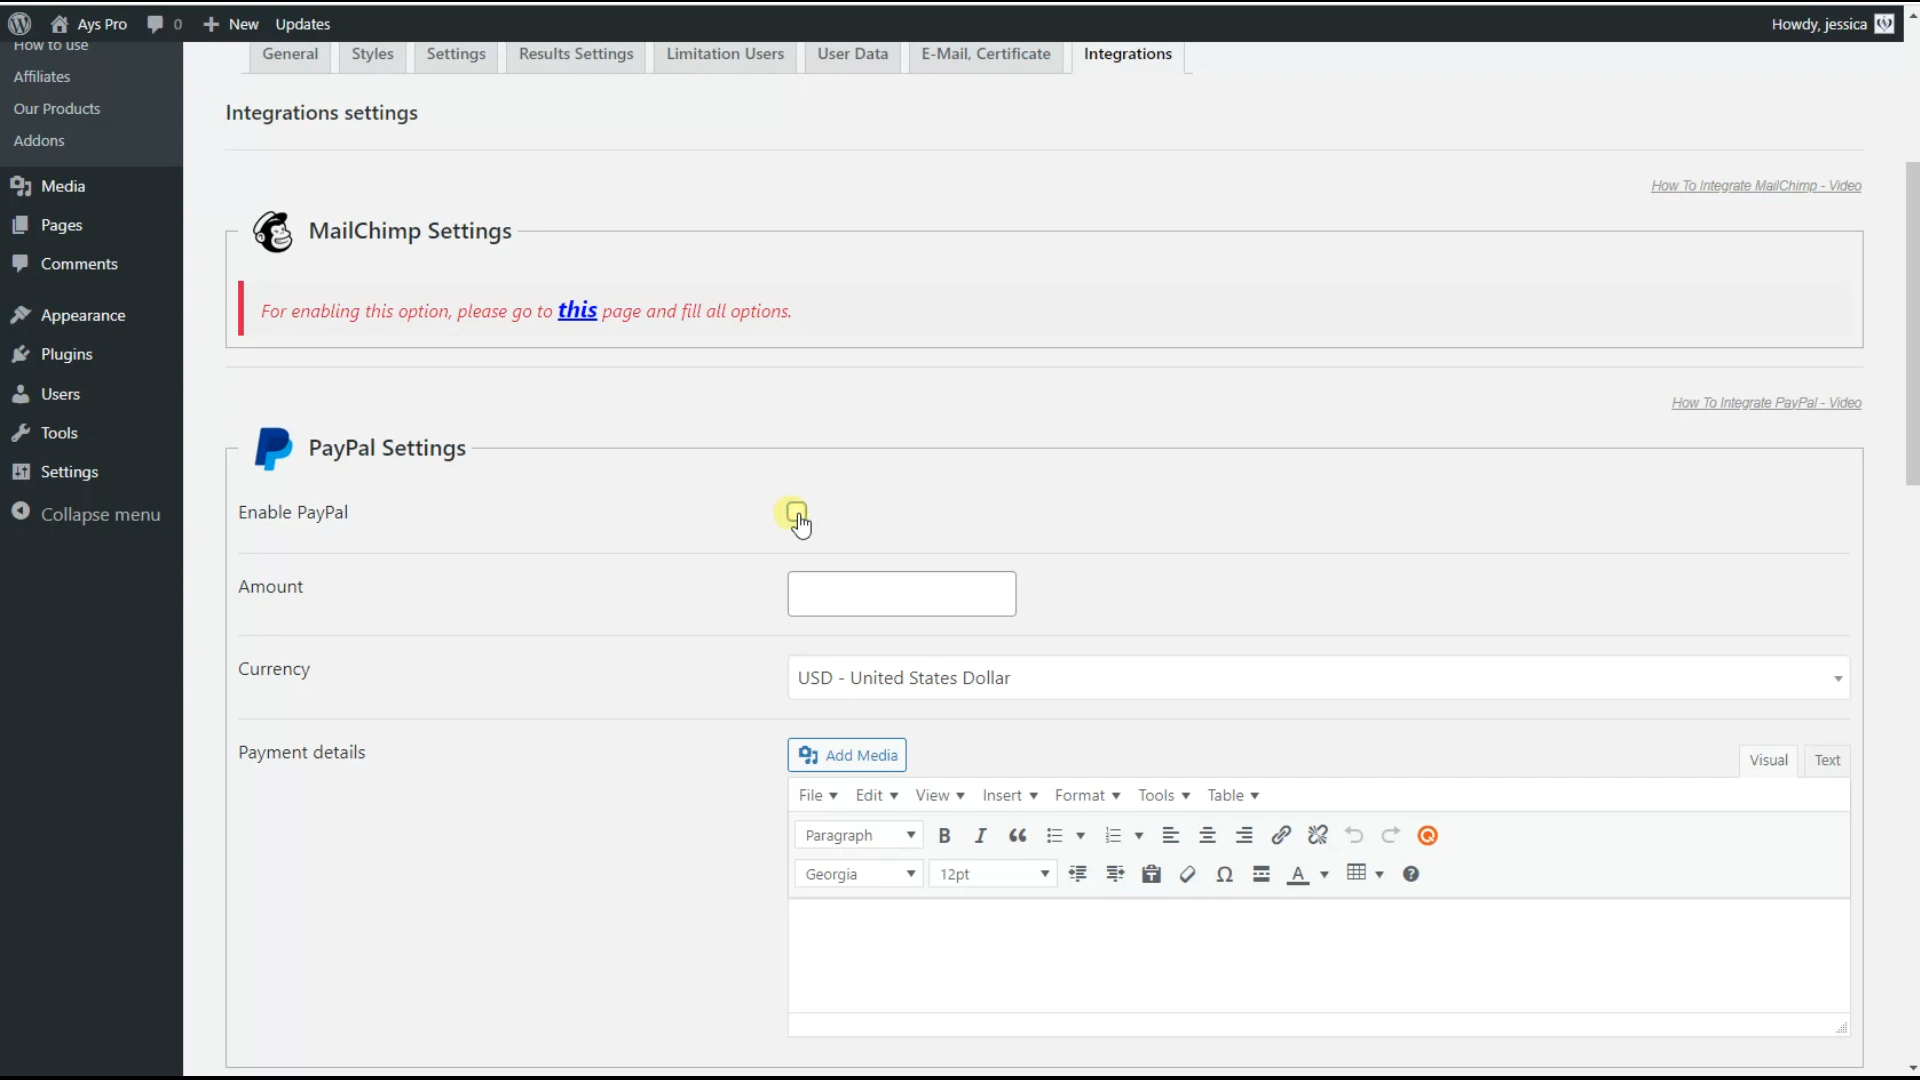 Ays Pro 0 New Updates Howdy, jessica
How to use
Affiliates
Our Products
Addons
Media
Pages
Comments
Appearance
Plugins
Users
Tools
Settings
Collapse menu
General Styles Settings Results Settings Limitation Users User Data E-Mail, Certificate Integrations
Integrations settings
How To Integrate MailChimp - Video
MailChimp Settings
For enabling this option, please go to this page and fill all options.
How To Integrate PayPal - Video
PayPal Settings
Enable PayPal
Amount
Currency USD - United States Dollar
Payment details Add Media Visual Text
File Edit View Insert Format Tools Table
Paragraph
Georgia 12pt